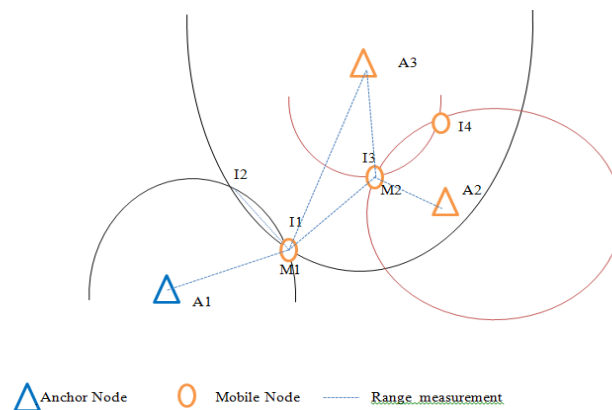 A3
I4
I3
I2
M2
A2
I1
M1
A1
Anchor Node
Mobile Node
Range measurement